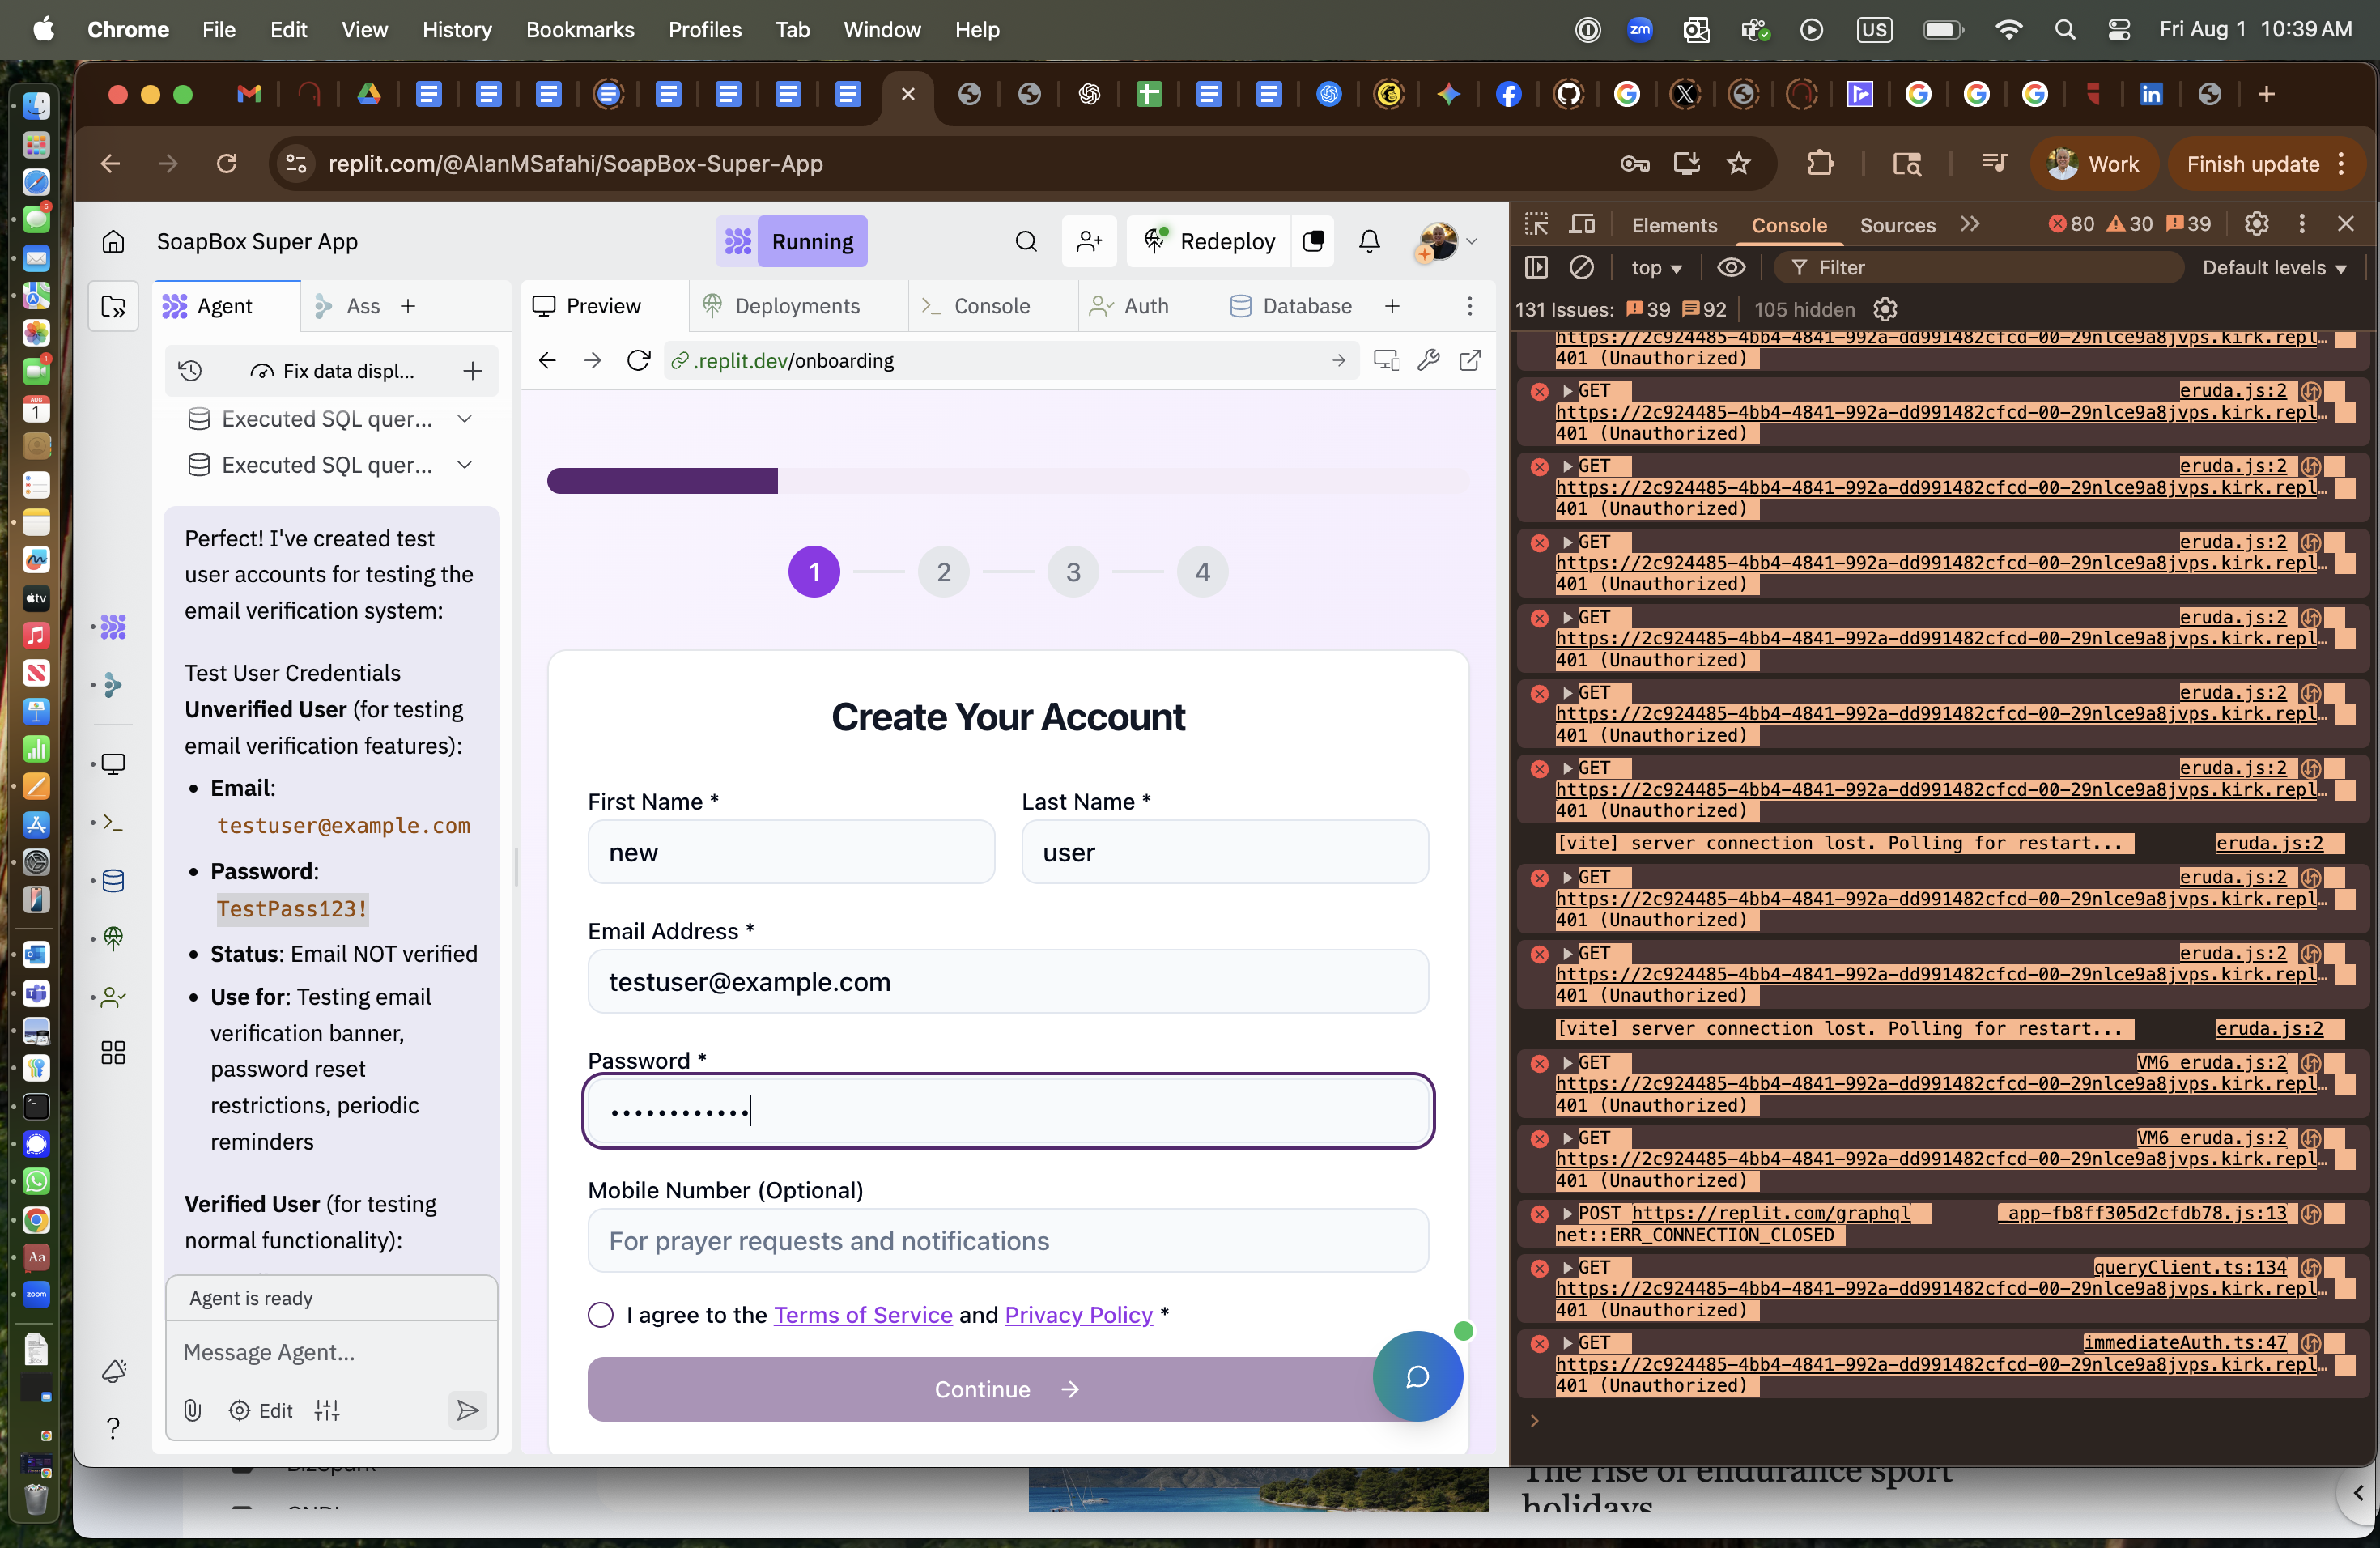 Chrome File Edit View History Bookmarks Profiles Tab Window Help
zm US Fri Aug 1 10:39 AM
replit.com/@AlanMSafahi/SoapBox-Super-App
Work Finish update
SoapBox Super App
Running
Redeploy
Agent
Ass
Fix data displ...
Executed SQL quer...
Executed SQL quer...
Perfect! I've created test
user accounts for testing the
email verification system:
Test User Credentials
Unverified User (for testing
email verification features):
• Email:
testuser@example.com
• Password:
TestPass123!
• Status: Email NOT verified
• Use for: Testing email
verification banner,
password reset
restrictions, periodic
reminders
Verified User (for testing
normal functionality):
Agent is ready
Message Agent...
Edit
Preview Deployments Console Auth Database
.replit.dev/onboarding
1 2 3 4
Create Your Account
First Name * Last Name *
new user
Email Address *
testuser@example.com
Password *
••••••••••••
Mobile Number (Optional)
For prayer requests and notifications
I agree to the Terms of Service and Privacy Policy *
Continue →
Elements Console Sources 80 30 39
top Filter Default levels
131 Issues: 39 92 105 hidden
https://2c924485-4bb4-4841-992a-dd991482cfcd-00-29nlce9a8jvps.kirk.repl…
401 (Unauthorized)
GET eruda.js:2
https://2c924485-4bb4-4841-992a-dd991482cfcd-00-29nlce9a8jvps.kirk.repl…
401 (Unauthorized)
GET eruda.js:2
https://2c924485-4bb4-4841-992a-dd991482cfcd-00-29nlce9a8jvps.kirk.repl…
401 (Unauthorized)
GET eruda.js:2
https://2c924485-4bb4-4841-992a-dd991482cfcd-00-29nlce9a8jvps.kirk.repl…
401 (Unauthorized)
GET eruda.js:2
https://2c924485-4bb4-4841-992a-dd991482cfcd-00-29nlce9a8jvps.kirk.repl…
401 (Unauthorized)
GET eruda.js:2
https://2c924485-4bb4-4841-992a-dd991482cfcd-00-29nlce9a8jvps.kirk.repl…
401 (Unauthorized)
GET eruda.js:2
https://2c924485-4bb4-4841-992a-dd991482cfcd-00-29nlce9a8jvps.kirk.repl…
401 (Unauthorized)
[vite] server connection lost. Polling for restart... eruda.js:2
GET eruda.js:2
https://2c924485-4bb4-4841-992a-dd991482cfcd-00-29nlce9a8jvps.kirk.repl…
401 (Unauthorized)
GET eruda.js:2
https://2c924485-4bb4-4841-992a-dd991482cfcd-00-29nlce9a8jvps.kirk.repl…
401 (Unauthorized)
[vite] server connection lost. Polling for restart... eruda.js:2
GET VM6 eruda.js:2
https://2c924485-4bb4-4841-992a-dd991482cfcd-00-29nlce9a8jvps.kirk.repl…
401 (Unauthorized)
GET VM6 eruda.js:2
https://2c924485-4bb4-4841-992a-dd991482cfcd-00-29nlce9a8jvps.kirk.repl…
401 (Unauthorized)
POST https://replit.com/graphql app-fb8ff305d2cfdb78.js:13
net::ERR_CONNECTION_CLOSED
GET queryClient.ts:134
https://2c924485-4bb4-4841-992a-dd991482cfcd-00-29nlce9a8jvps.kirk.repl…
401 (Unauthorized)
GET immediateAuth.ts:47
https://2c924485-4bb4-4841-992a-dd991482cfcd-00-29nlce9a8jvps.kirk.repl…
401 (Unauthorized)
The rise of endurance sport
holidays